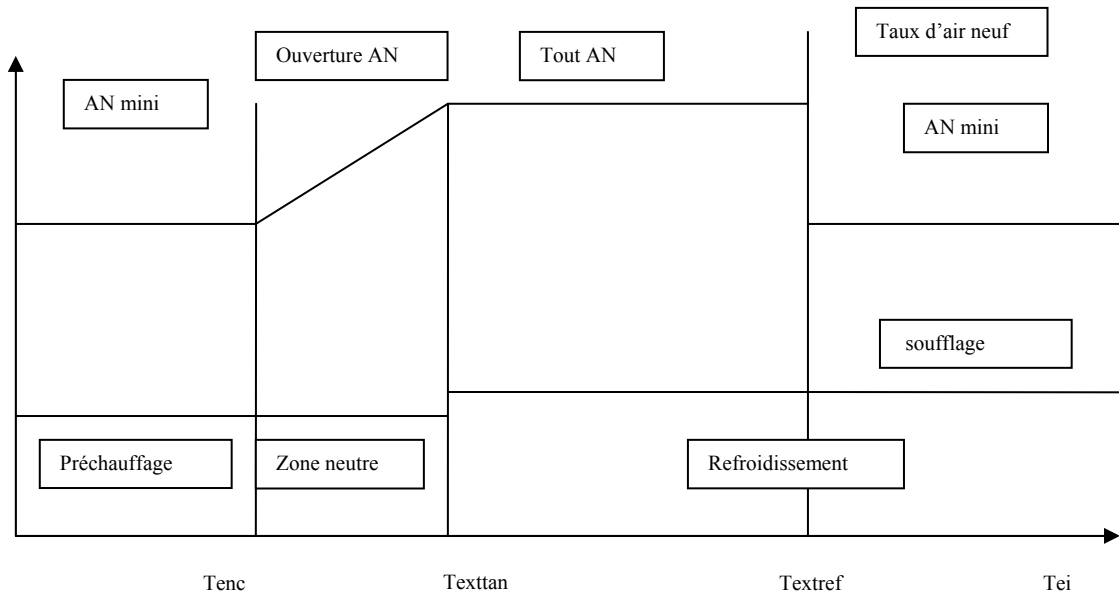 Taux d'air neuf
Ouverture AN
Tout AN
AN mini
AN mini
soufflage
Préchauffage
Zone neutre
Refroidissement
Tenc
Texttan
Textref
Tei